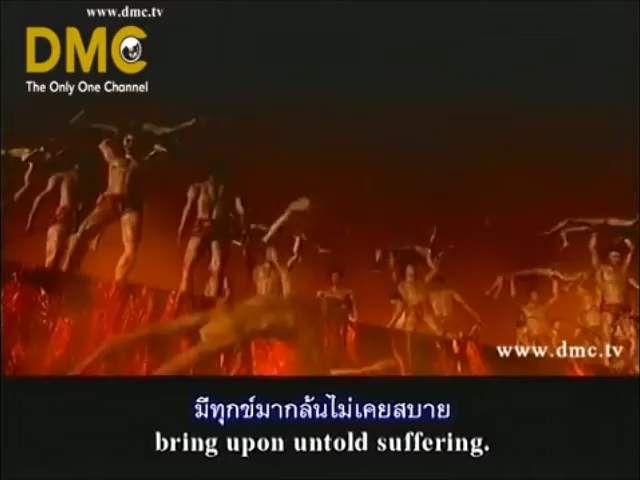 www.dmc.tv
DMC
The Only One Channel
www.dmc.tv
มีทุกข์มากล้นไม่เคยสบาย
bring upon untold suffering.